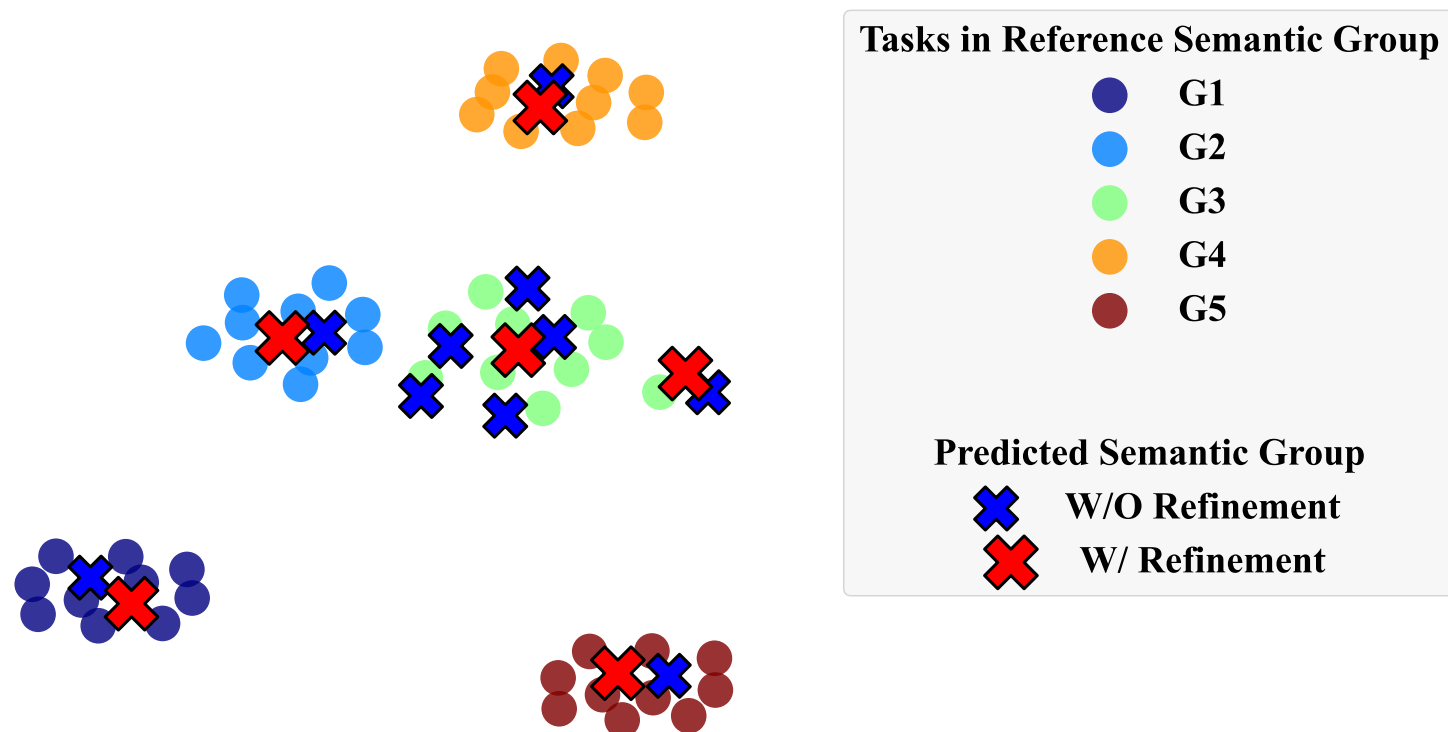 Tasks in Reference Semantic Group
G1
G2
G3
G4
G5
Predicted Semantic Group
W/O Refinement
W/ Refinement